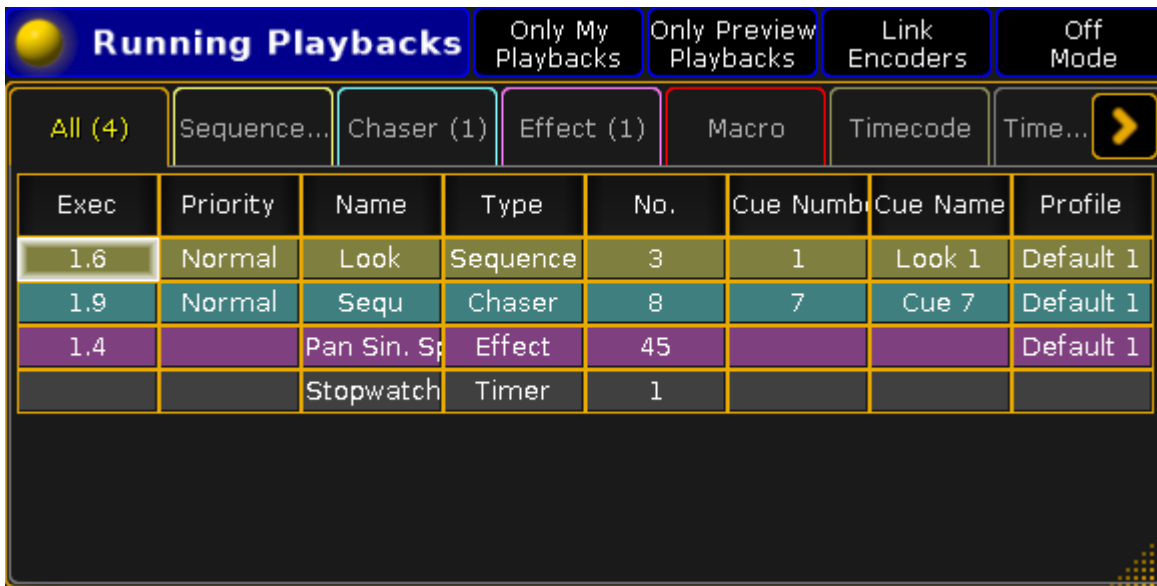 Running Playbacks
Only My
Playbacks
Only Preview
Playbacks
Link
Encoders
Off
Mode
All (4)
Sequence...
Chaser (1)
Effect (1)
Macro
Timecode
Time...
Exec Priority Name Type No. Cue Numb Cue Name Profile
1.6 Normal Look Sequence 3 1 Look 1 Default 1
1.9 Normal Sequ Chaser 8 7 Cue 7 Default 1
1.4 Pan Sin. Sp Effect 45 Default 1
Stopwatch Timer 1